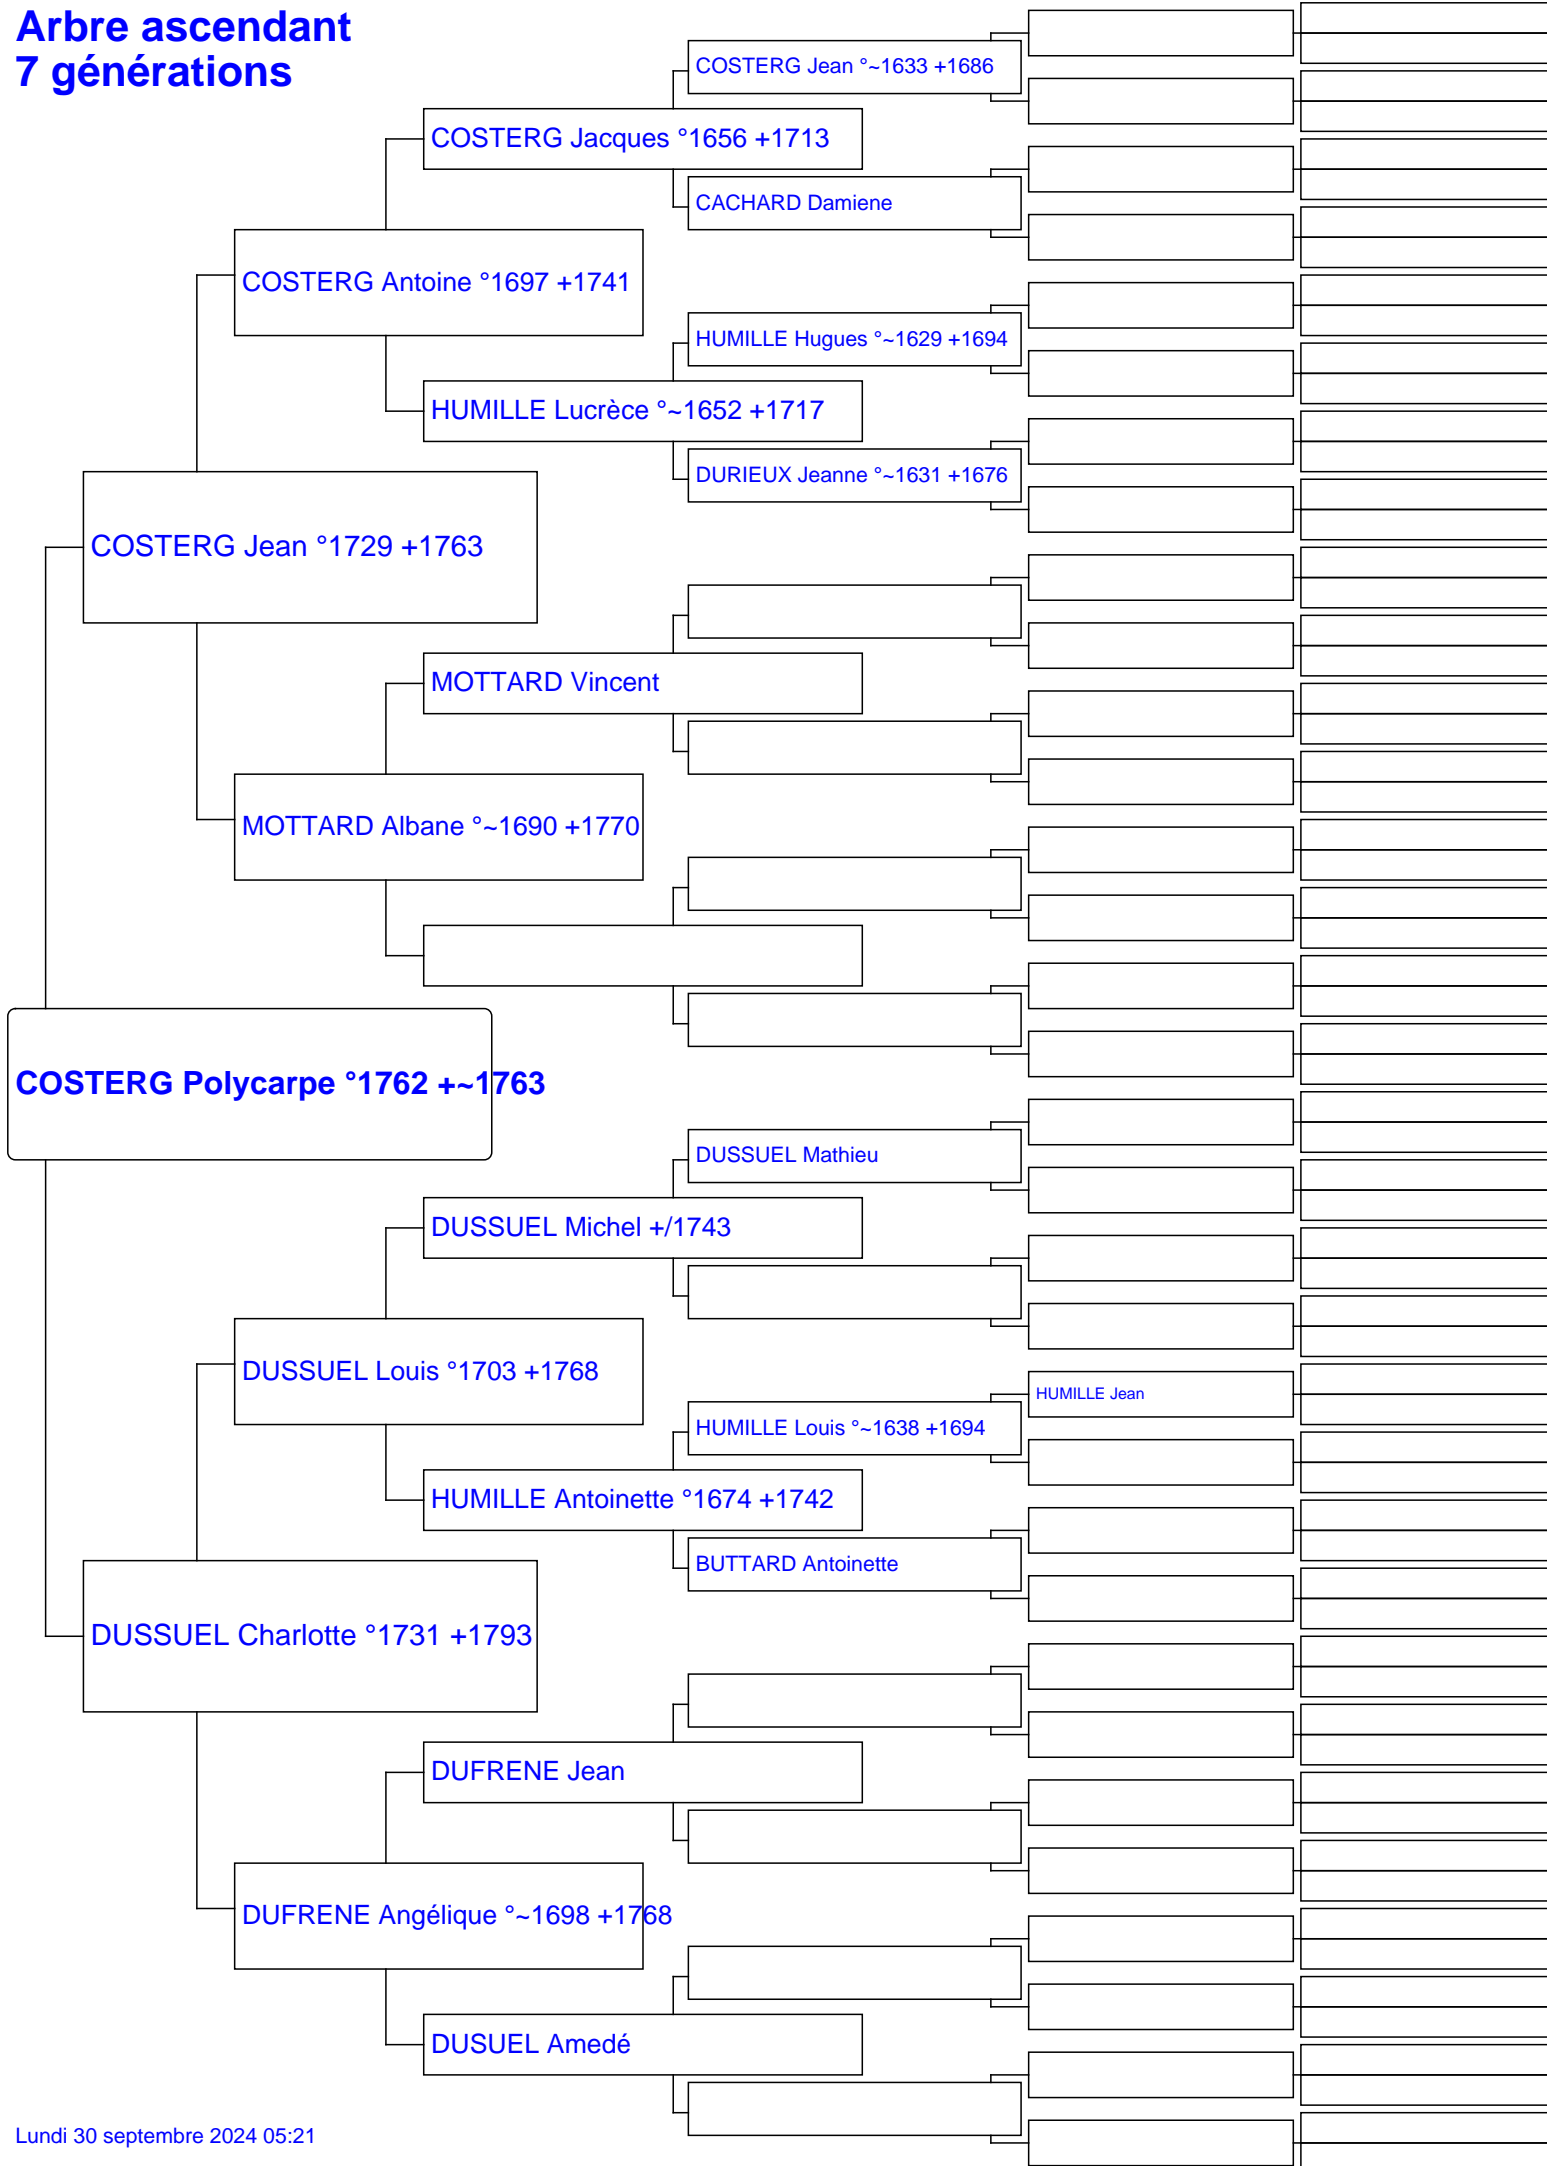 Arbre ascendant
7 générations
COSTERG Jean °~1633 +1686
COSTERG Jacques °1656 +1713
CACHARD Damiene
COSTERG Antoine °1697 +1741
HUMILLE Hugues °~1629 +1694
HUMILLE Lucrèce °~1652 +1717
DURIEUX Jeanne °~1631 +1676
COSTERG Jean °1729 +1763
MOTTARD Vincent
MOTTARD Albane °~1690 +1770
COSTERG Polycarpe °1762 +~1763
DUSSUEL Mathieu
DUSSUEL Michel +/1743
DUSSUEL Louis °1703 +1768
HUMILLE Jean
HUMILLE Louis °~1638 +1694
HUMILLE Antoinette °1674 +1742
BUTTARD Antoinette
DUSSUEL Charlotte °1731 +1793
DUFRENE Jean
DUFRENE Angélique °~1698 +1768
DUSUEL Amedé
Lundi 30 septembre 2024 05:21